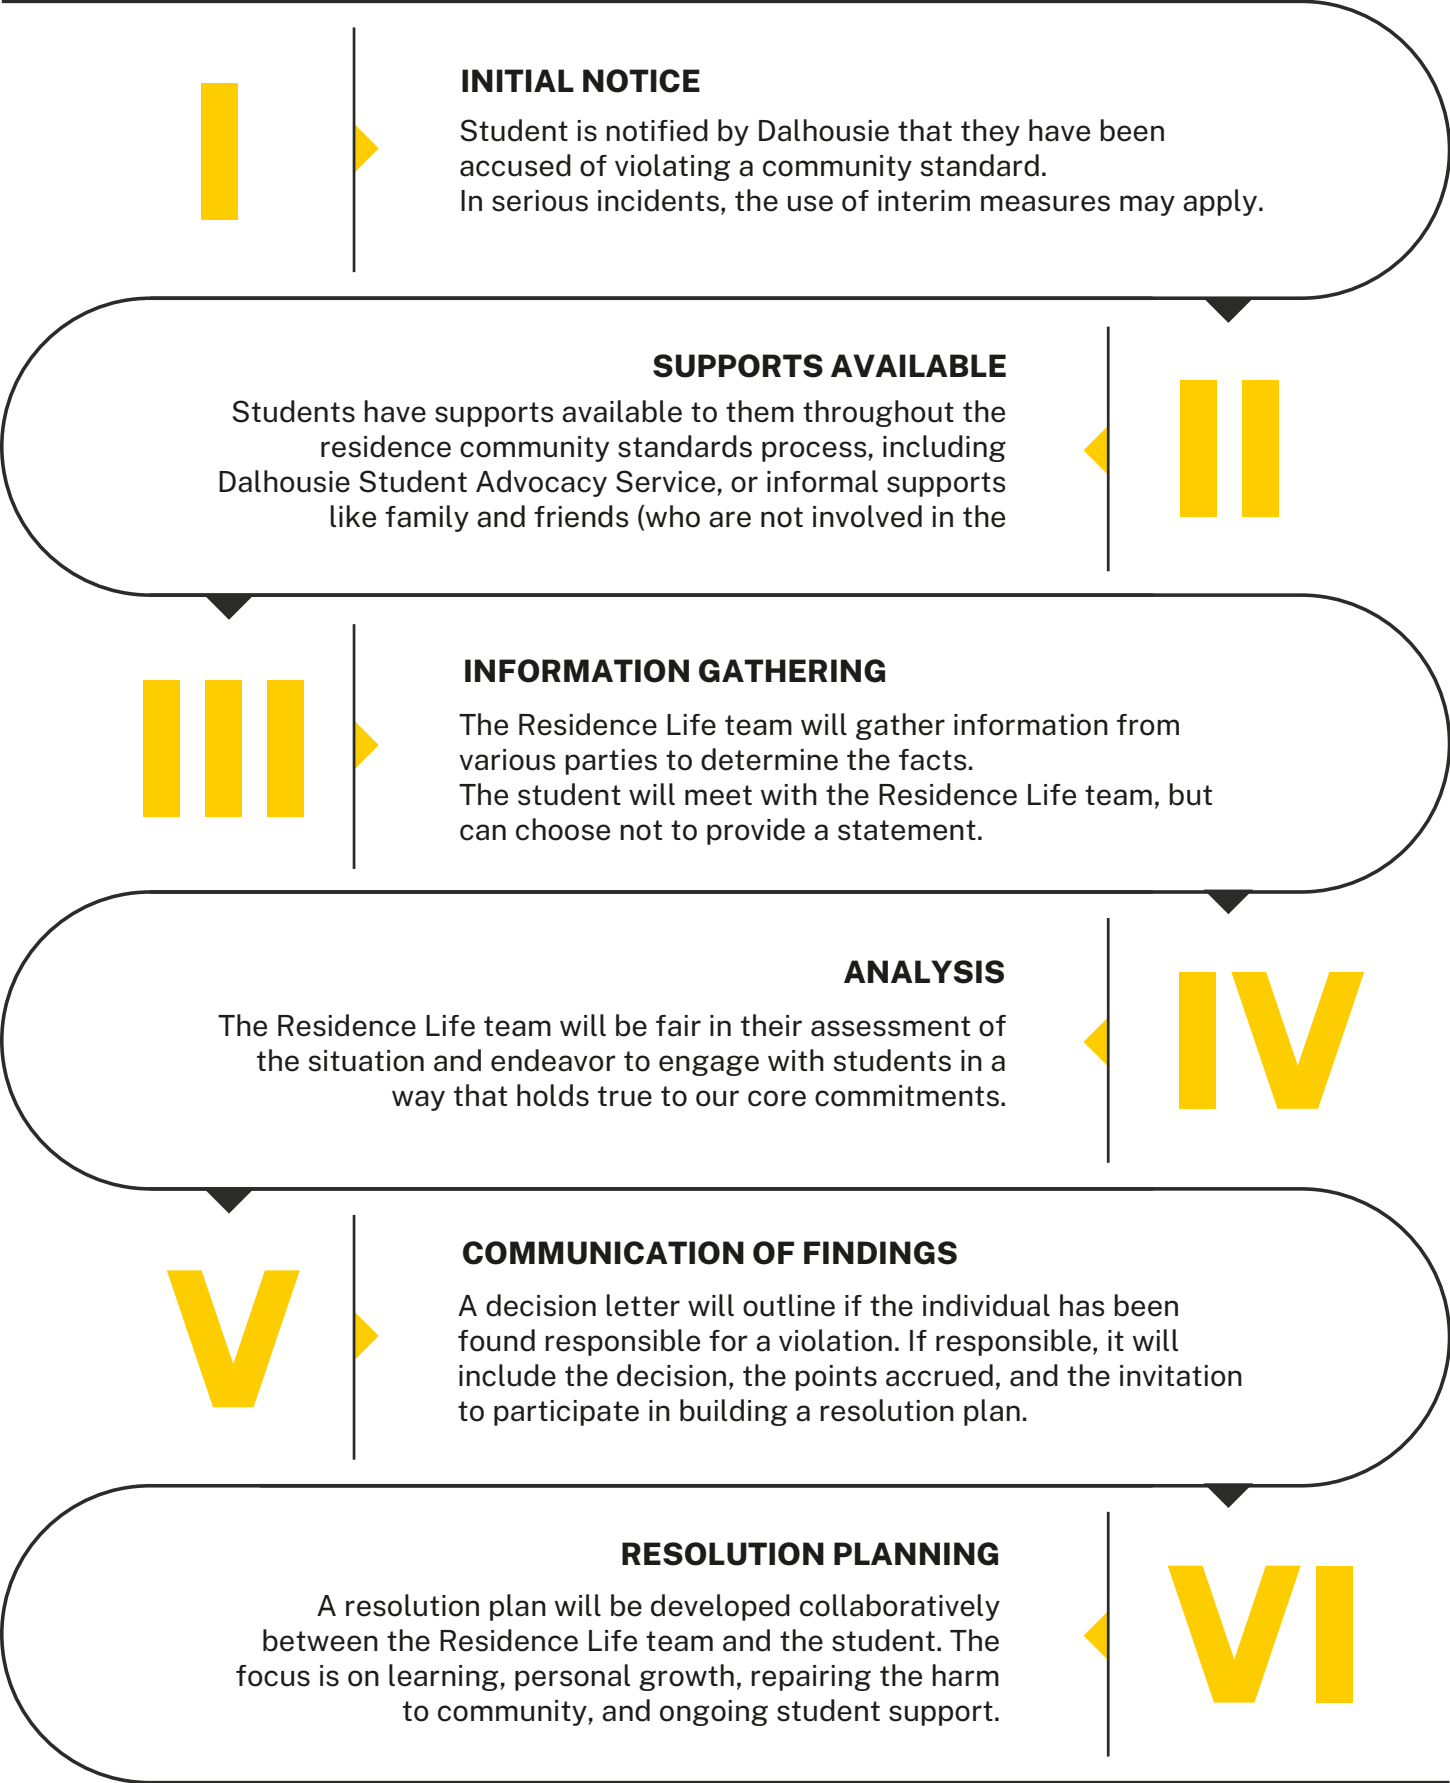 I
INITIAL NOTICE
Student is notified by Dalhousie that they have been
accused of violating a community standard.
In serious incidents, the use of interim measures may apply.
SUPPORTS AVAILABLE
Students have supports available to them throughout the
residence community standards process, including
Dalhousie Student Advocacy Service, or informal supports
like family and friends (who are not involved in the
II
III
INFORMATION GATHERING
The Residence Life team will gather information from
various parties to determine the facts.
The student will meet with the Residence Life team, but
can choose not to provide a statement.
ANALYSIS
The Residence Life team will be fair in their assessment of
the situation and endeavor to engage with students in a
way that holds true to our core commitments.
IV
V
COMMUNICATION OF FINDINGS
A decision letter will outline if the individual has been
found responsible for a violation. If responsible, it will
include the decision, the points accrued, and the invitation
to participate in building a resolution plan.
RESOLUTION PLANNING
A resolution plan will be developed collaboratively
between the Residence Life team and the student. The
focus is on learning, personal growth, repairing the harm
to community, and ongoing student support.
VI